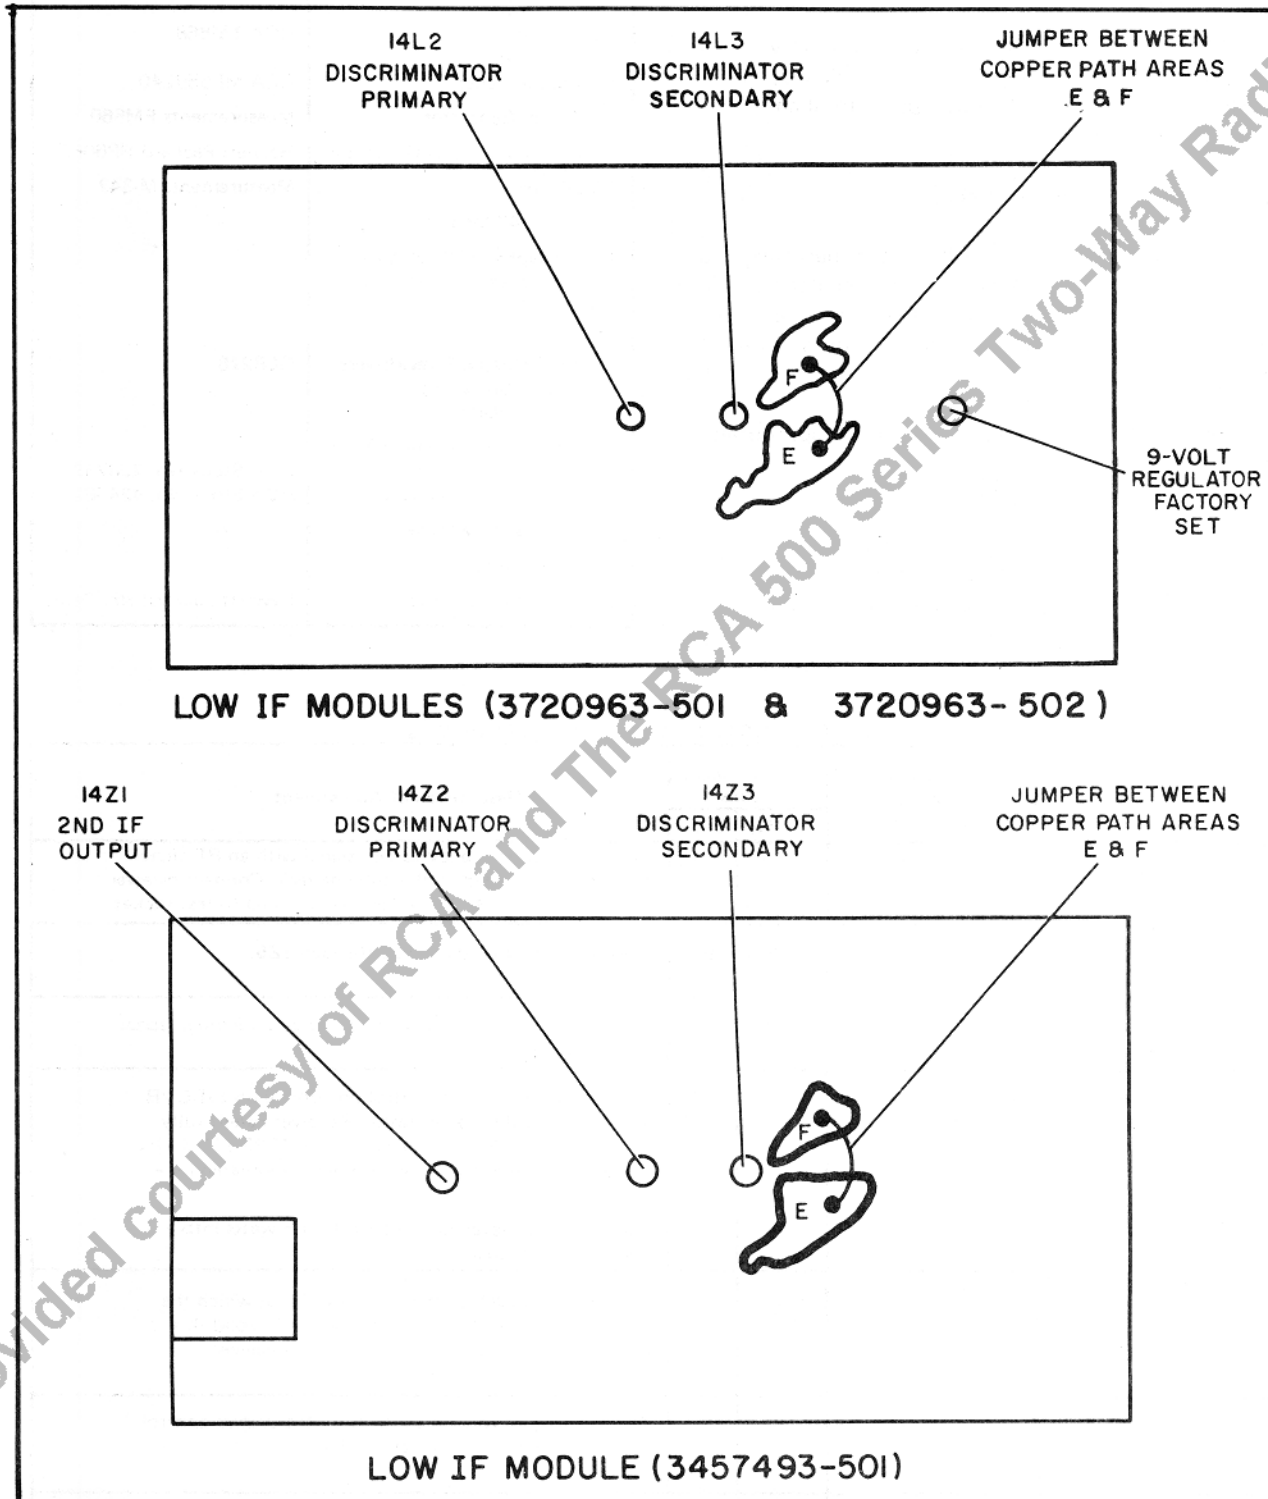 14L2
DISCRIMINATOR
PRIMARY
14L3
DISCRIMINATOR
SECONDARY
JUMPER BETWEEN
COPPER PATH AREAS
E & F
F
E
9-VOLT
REGULATOR
FACTORY
SET
LOW IF MODULES (3720963-501 & 3720963-502)
14Z1
2ND IF
OUTPUT
14Z2
DISCRIMINATOR
PRIMARY
14Z3
DISCRIMINATOR
SECONDARY
JUMPER BETWEEN
COPPER PATH AREAS
E & F
F
E
LOW IF MODULE (3457493-501)
courtesy of RCA and The RCA 500 Series Two-Way